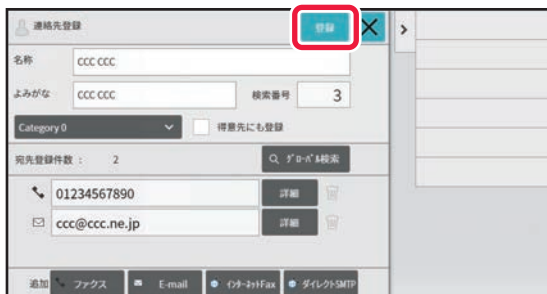 連絡先登録 登録
名称 ccc ccc
よみがな ccc ccc 検索番号 3
Category 0 得意先にも登録
宛先登録件数 : 2 グローバル検索
01234567890 詳細
ccc@ccc.ne.jp 詳細
追加 ファクス E-mail インターネットFax ダイレクトSMTP